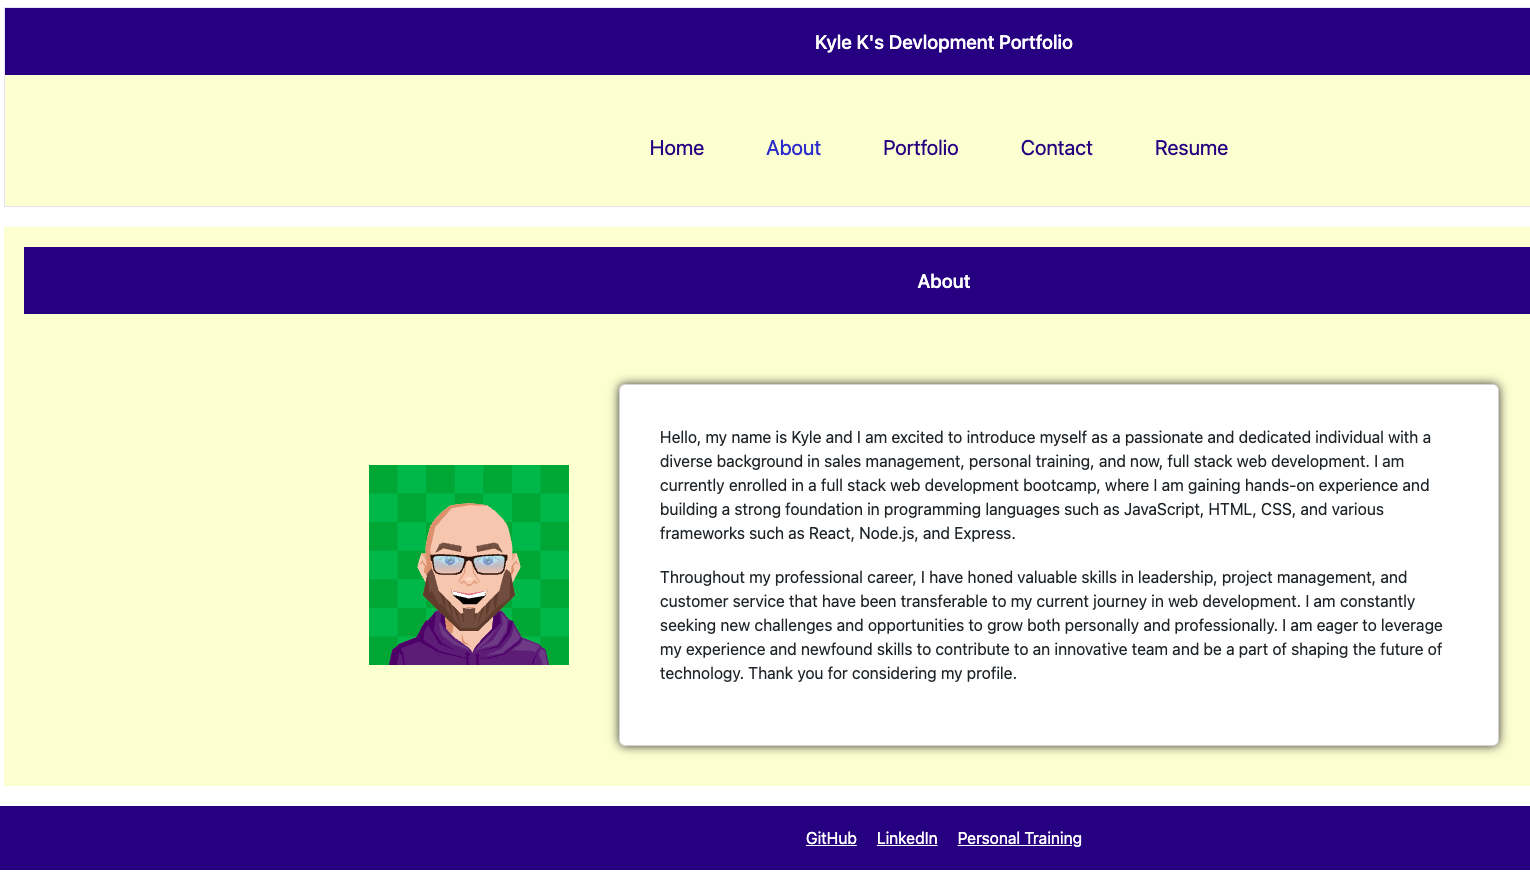 Kyle K's Devlopment Portfolio
Home About Portfolio Contact Resume
About
Hello, my name is Kyle and I am excited to introduce myself as a passionate and dedicated individual with a
diverse background in sales management, personal training, and now, full stack web development. I am
currently enrolled in a full stack web development bootcamp, where I am gaining hands-on experience and
building a strong foundation in programming languages such as JavaScript, HTML, CSS, and various
frameworks such as React, Node.js, and Express.
Throughout my professional career, I have honed valuable skills in leadership, project management, and
customer service that have been transferable to my current journey in web development. I am constantly
seeking new challenges and opportunities to grow both personally and professionally. I am eager to leverage
my experience and newfound skills to contribute to an innovative team and be a part of shaping the future of
technology. Thank you for considering my profile.
GitHub LinkedIn Personal Training